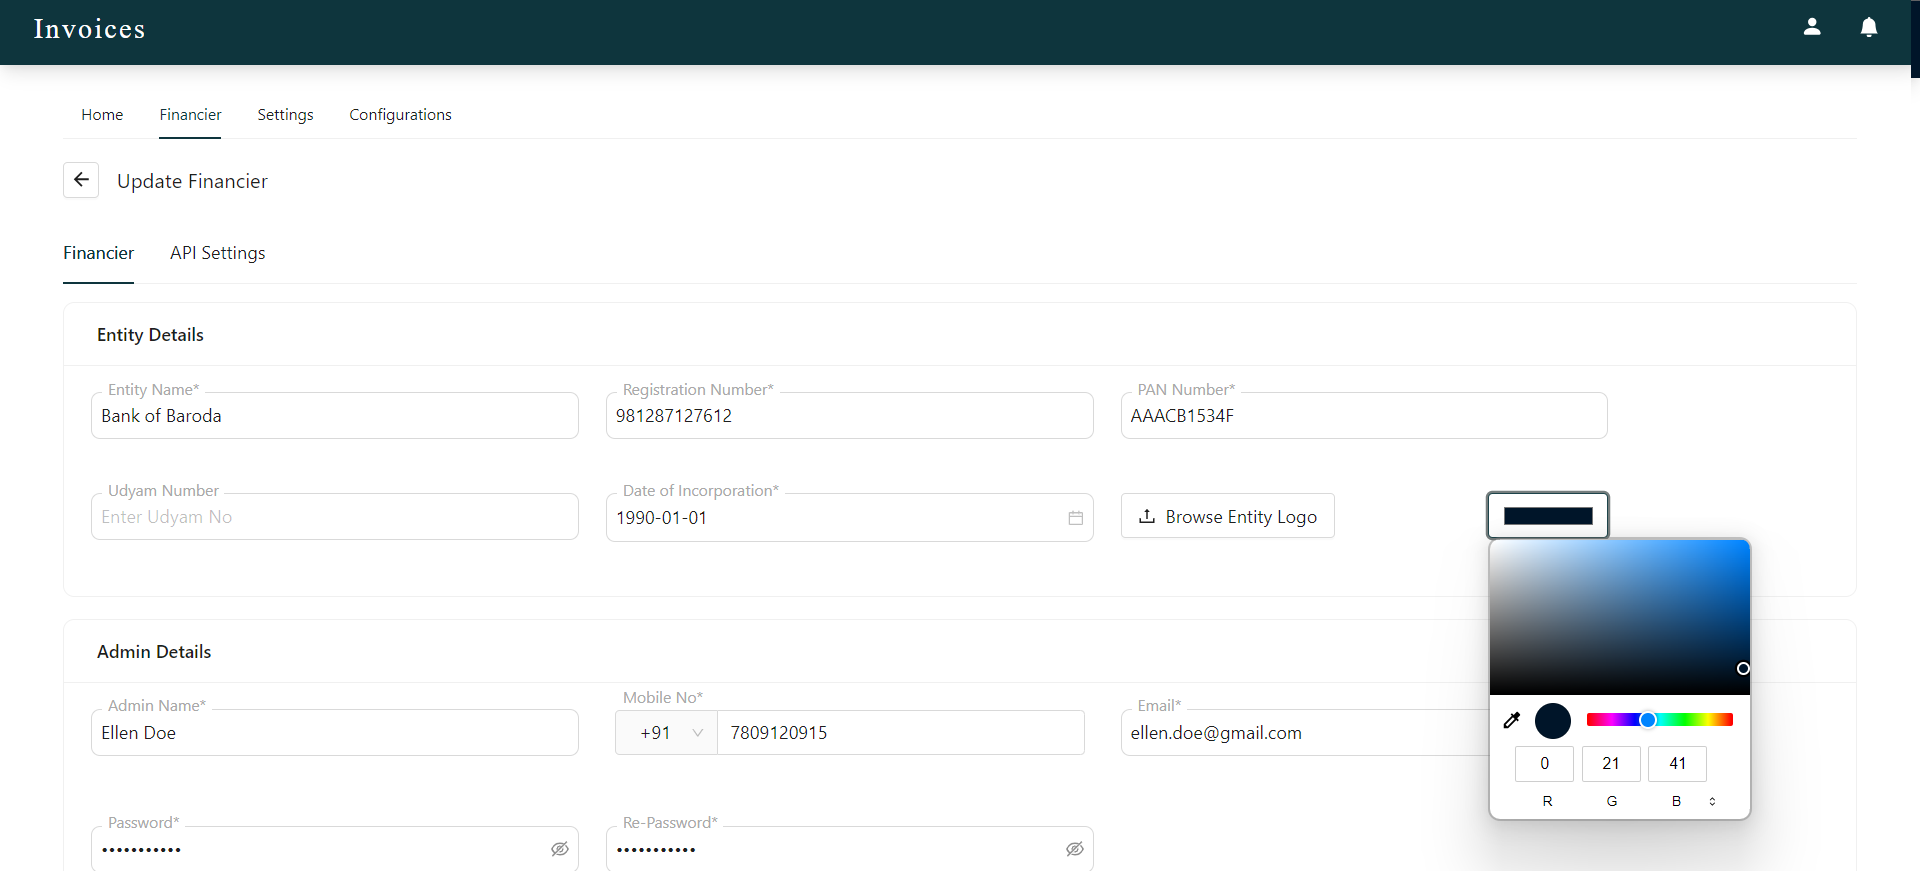 Invoices
Home Financier Settings Configurations
Update Financier
Financier API Settings
Entity Details
Entity Name* Registration Number* PAN Number*
Bank of Baroda 981287127612 AAACB1534F
Udyam Number Date of Incorporation*
Enter Udyam No 1990-01-01 Browse Entity Logo
Admin Details
Admin Name* Mobile No* Email*
Ellen Doe +91 7809120915 ellen.doe@gmail.com
0 21 41
R G B
Password* Re-Password*
••••••••••• •••••••••••